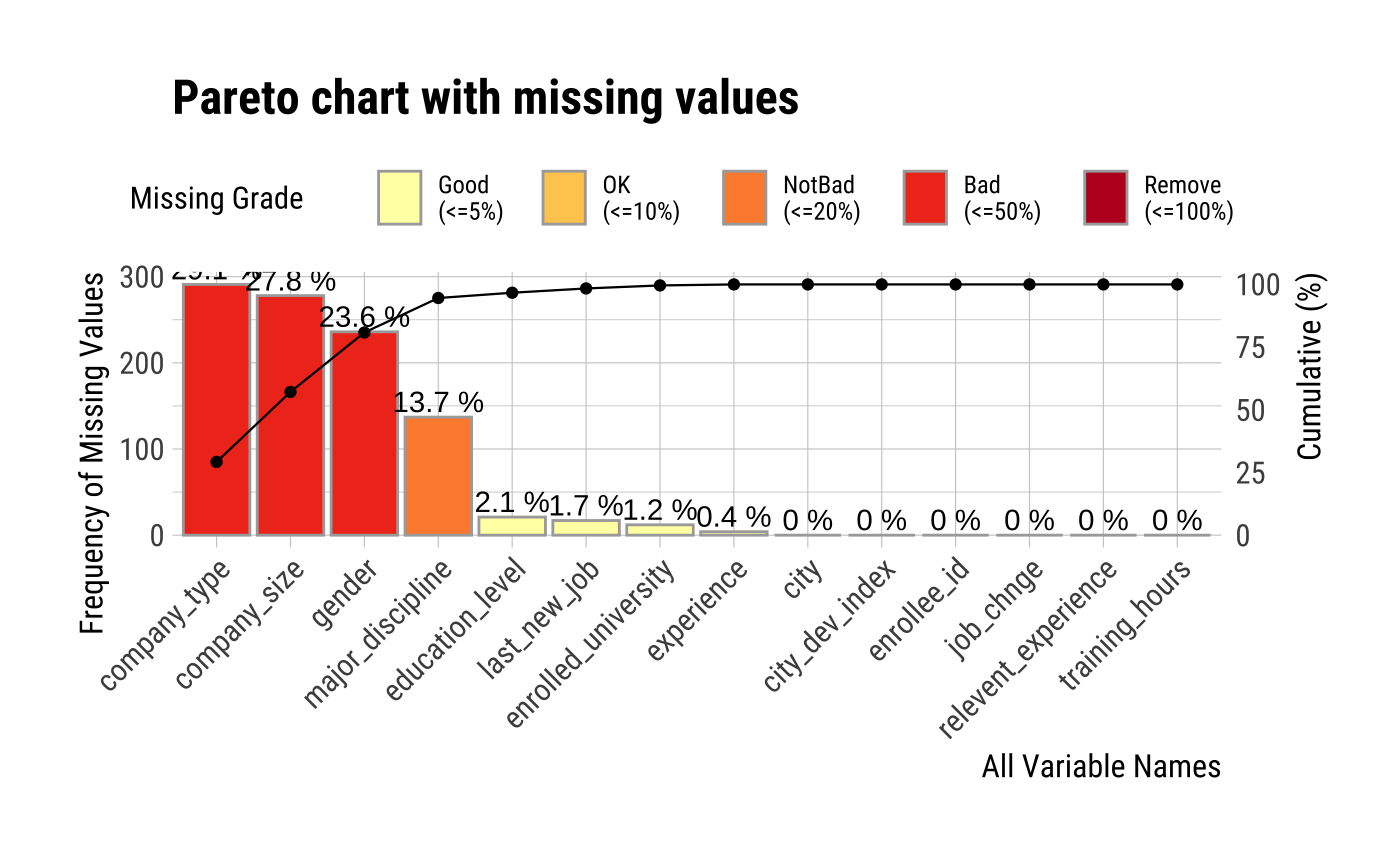 Pareto chart with missing values
Missing Grade
Good
(<=5%)
OK
(<=10%)
NotBad
(<=20%)
Bad
(<=50%)
Remove
(<=100%)
Frequency of Missing Values
300
200
100
0
29.1 %
27.8 %
23.6 %
13.7 %
2.1 %
1.7 %
1.2 %
0.4 %
0 %
0 %
0 %
0 %
0 %
0 %
100
75
50
25
0
Cumulative (%)
company_type
company_size
gender
major_discipline
education_level
last_new_job
enrolled_university
experience
city
city_dev_index
enrollee_id
job_chnge
relevent_experience
training_hours
All Variable Names